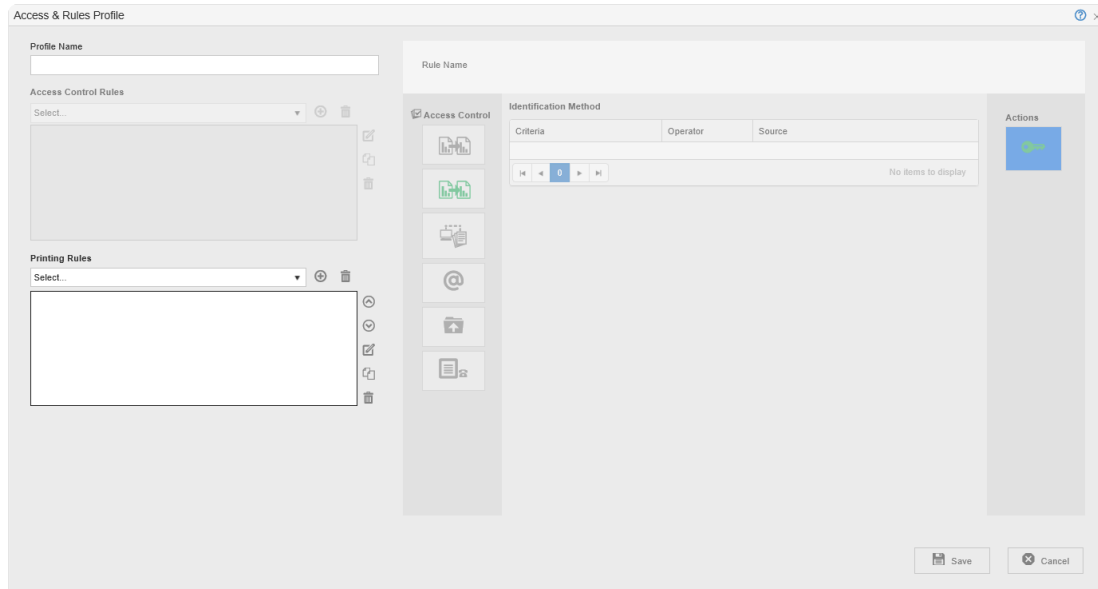 Access & Rules Profile
Profile Name
Rule Name
Access Control Rules
Select...
Access Control
Identification Method
Criteria Operator Source
0 No items to display
Actions
@
Printing Rules
Select...
Save Cancel